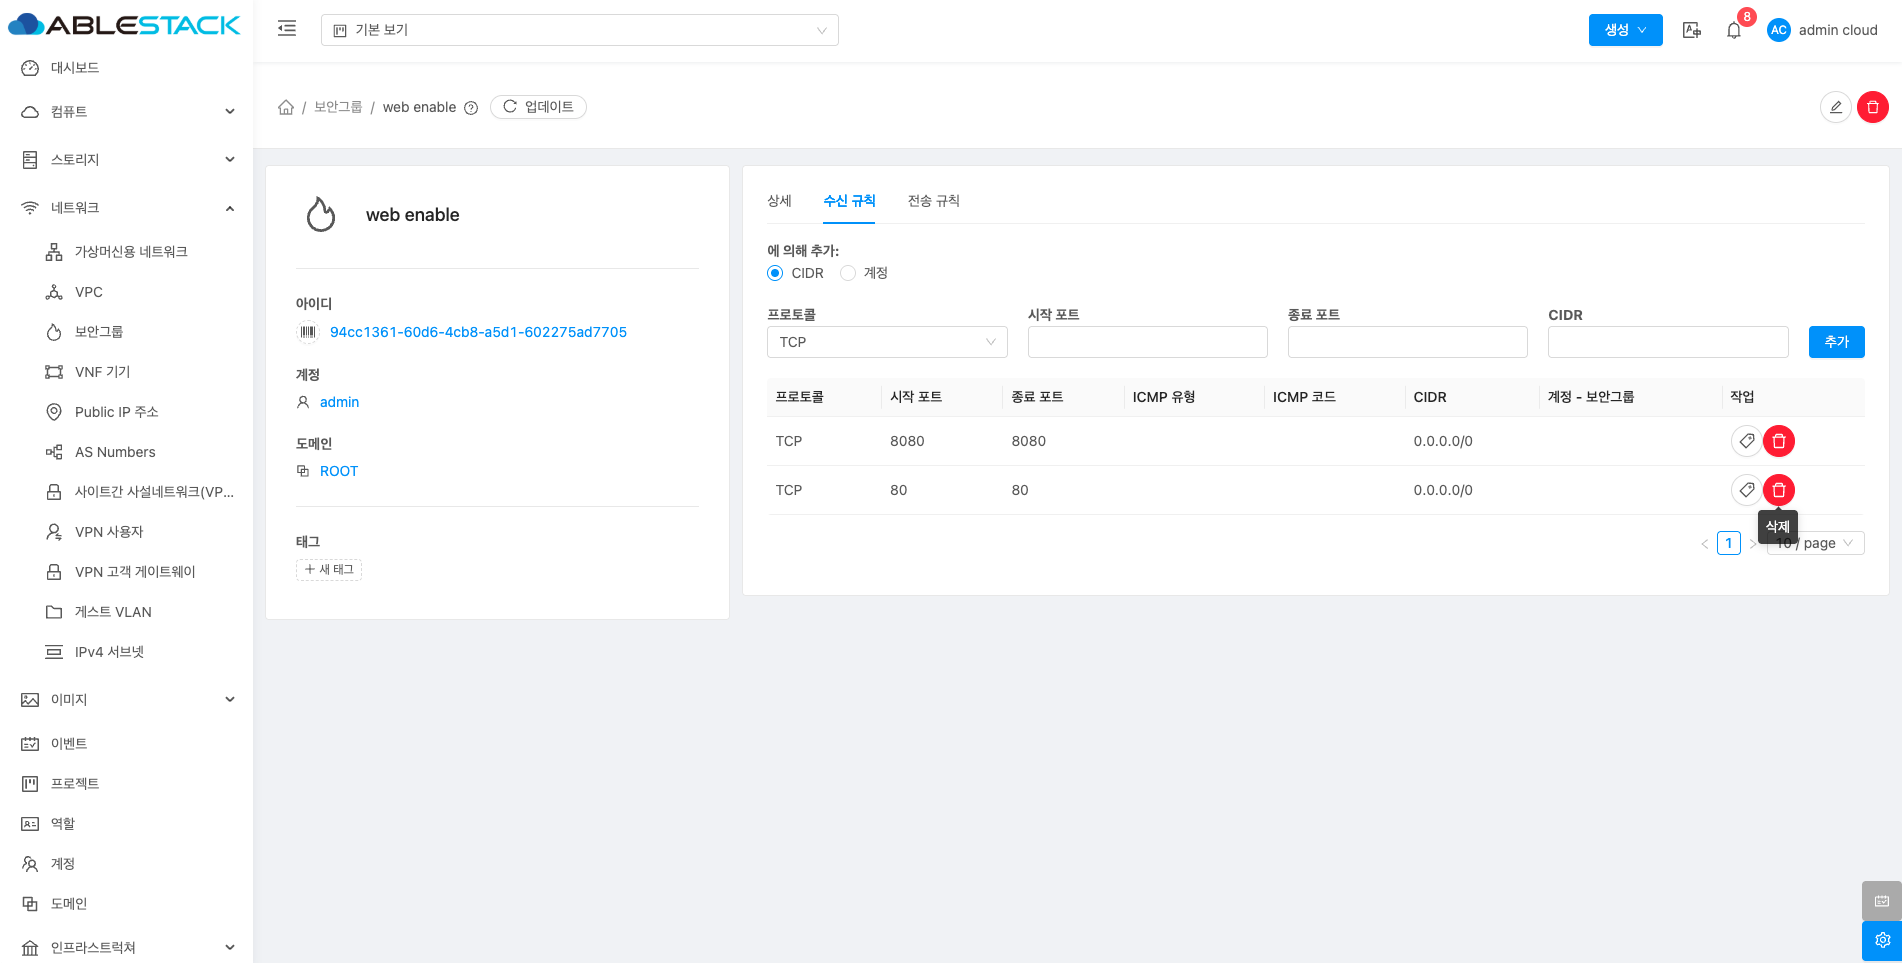 ABLESTACK
기본 보기
생성
8
AC
admin cloud
대시보드
컴퓨트
스토리지
네트워크
가상머신용 네트워크
VPC
보안그룹
VNF 기기
Public IP 주소
AS Numbers
사이트간 사설네트워크(VP...
VPN 사용자
VPN 고객 게이트웨이
게스트 VLAN
IPv4 서브넷
이미지
이벤트
프로젝트
역할
계정
도메인
인프라스트럭쳐
/ 보안그룹 / web enable
업데이트
web enable
아이디
94cc1361-60d6-4cb8-a5d1-602275ad7705
계정
admin
도메인
ROOT
태그
+ 새 태그
상세 수신 규칙 전송 규칙
에 의해 추가:
CIDR 계정
프로토콜 시작 포트 종료 포트 CIDR
TCP 추가
프로토콜 시작 포트 종료 포트 ICMP 유형 ICMP 코드 CIDR 계정 - 보안그룹 작업
TCP 8080 8080 0.0.0.0/0
TCP 80 80 0.0.0.0/0
삭제
1 10 / page